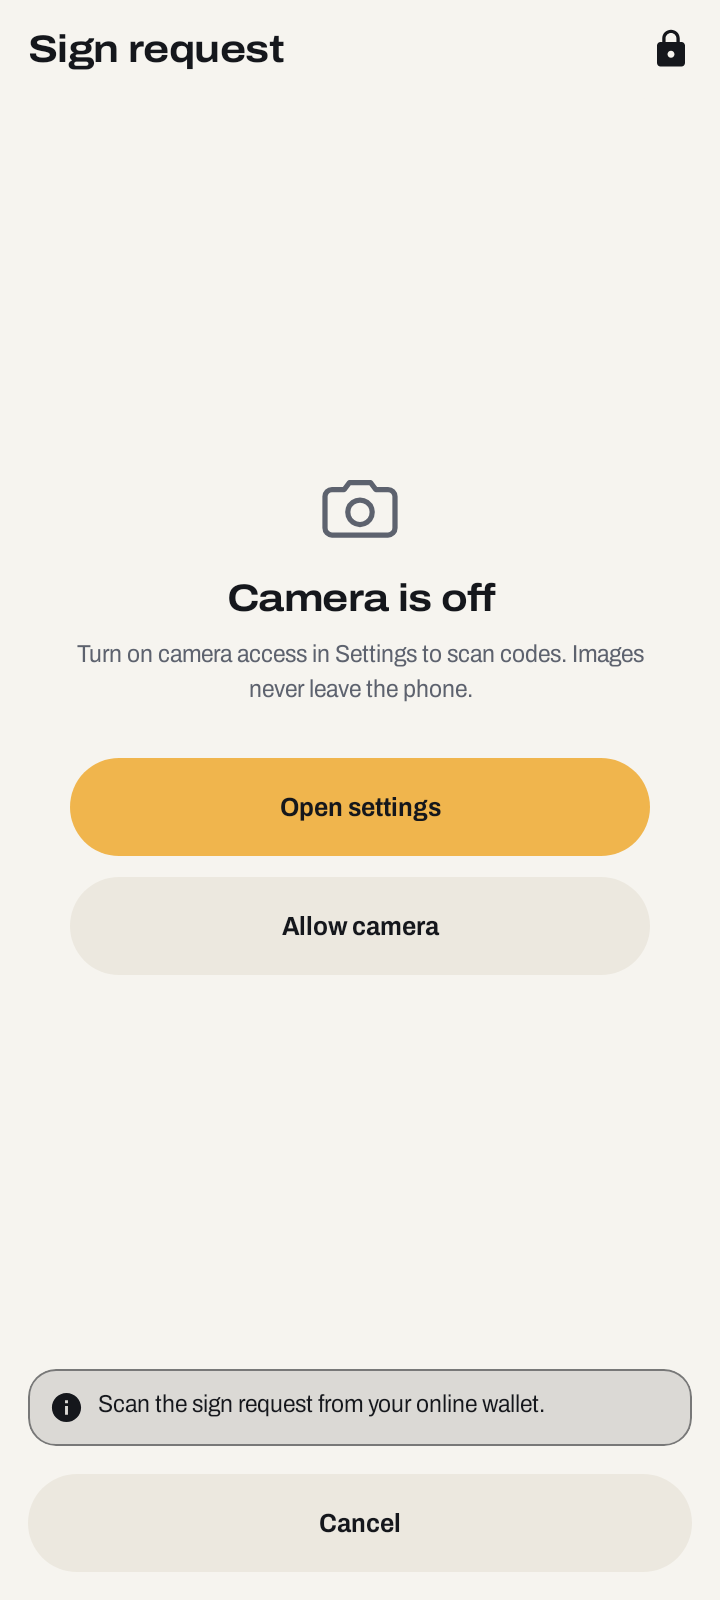 Sign request
Camera is off
Turn on camera access in Settings to scan codes. Images
never leave the phone.
Open settings
Allow camera
Scan the sign request from your online wallet.
Cancel